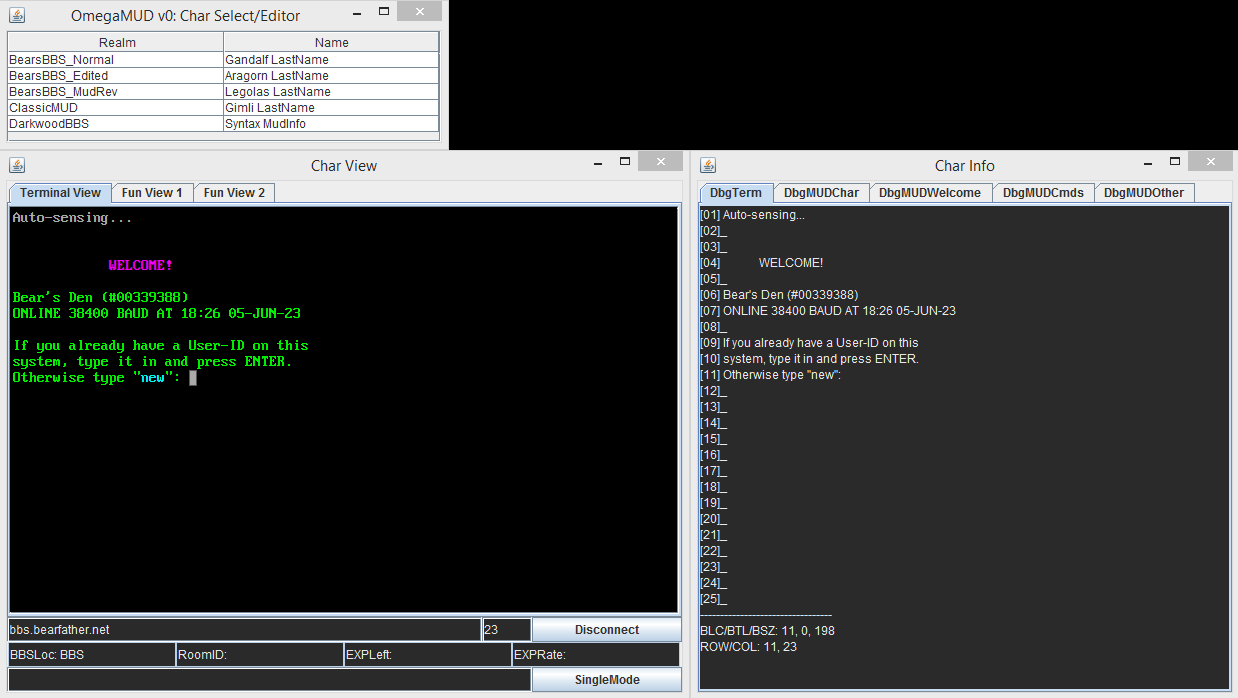 OmegaMUD v0: Char Select/Editor
Realm Name
BearsBBS_Normal Gandalf LastName
BearsBBS_Edited Aragorn LastName
BearsBBS_MudRev Legolas LastName
ClassicMUD Gimli LastName
DarkwoodBBS Syntax MudInfo
Char View
Terminal View Fun View 1 Fun View 2
Auto-sensing...
WELCOME!
Bear's Den (#00339388)
ONLINE 38400 BAUD AT 18:26 05-JUN-23
If you already have a User-ID on this
system, type it in and press ENTER.
Otherwise type "new":
bbs.bearfather.net 23 Disconnect
BBSLoc: BBS RoomID: EXPLeft: EXPRate:
SingleMode
Char Info
DbgTerm DbgMUDChar DbgMUDWelcome DbgMUDCmds DbgMUDOther
[01] Auto-sensing...
[02]_
[03]_
[04] WELCOME!
[05]_
[06] Bear's Den (#00339388)
[07] ONLINE 38400 BAUD AT 18:26 05-JUN-23
[08]_
[09] If you already have a User-ID on this
[10] system, type it in and press ENTER.
[11] Otherwise type "new":
[12]_
[13]_
[14]_
[15]_
[16]_
[17]_
[18]_
[19]_
[20]_
[21]_
[22]_
[23]_
[24]_
[25]_
---------------------------------
BLC/BTL/BSZ: 11, 0, 198
ROW/COL: 11, 23